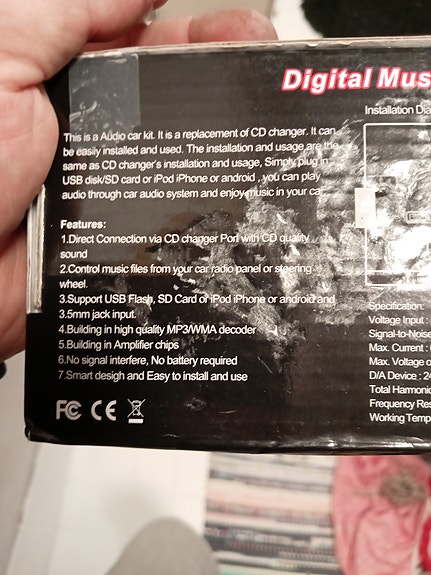 Digital Mus
Installation Dia
This is a Audio car kit. It is a replacement of CD changer. It can
be easily installed and used. The installation and usage are the
same as CD changer's installation and usage, Simply plug in
USB disk/SD card or iPod iPhone or android , you can play
audio through car audio system and enjoy music in your car.
Features:
1.Direct Connection via CD changer Port with CD quality
sound
2.Control music files from your car radio panel or steering
wheel.
3.Support USB Flash, SD Card or iPod iPhone or android and
3.5mm jack input.
4.Building in high quality MP3/WMA decoder
5.Building in Amplifier chips
6.No signal interfere, No battery required
7.Smart desigh and Easy to install and use
FC CE
Specification:
Voltage Input :
Signal-to-Noise
Max. Current :
Max. Voltage o
D/A Device : 24
Total Harmonic
Frequency Res
Working Temp